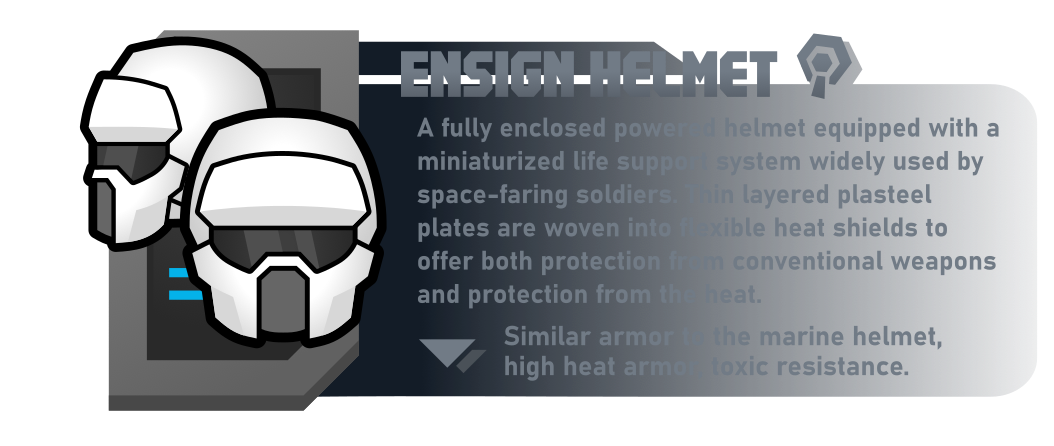 ENSIGN HELMET
A fully enclosed powered helmet equipped with a
miniaturized life support system widely used by
space-faring soldiers. Thin layered plasteel
plates are woven into flexible heat shields to
offer both protection from conventional weapons
and protection from the heat.
Similar armor to the marine helmet,
high heat armor, toxic resistance.